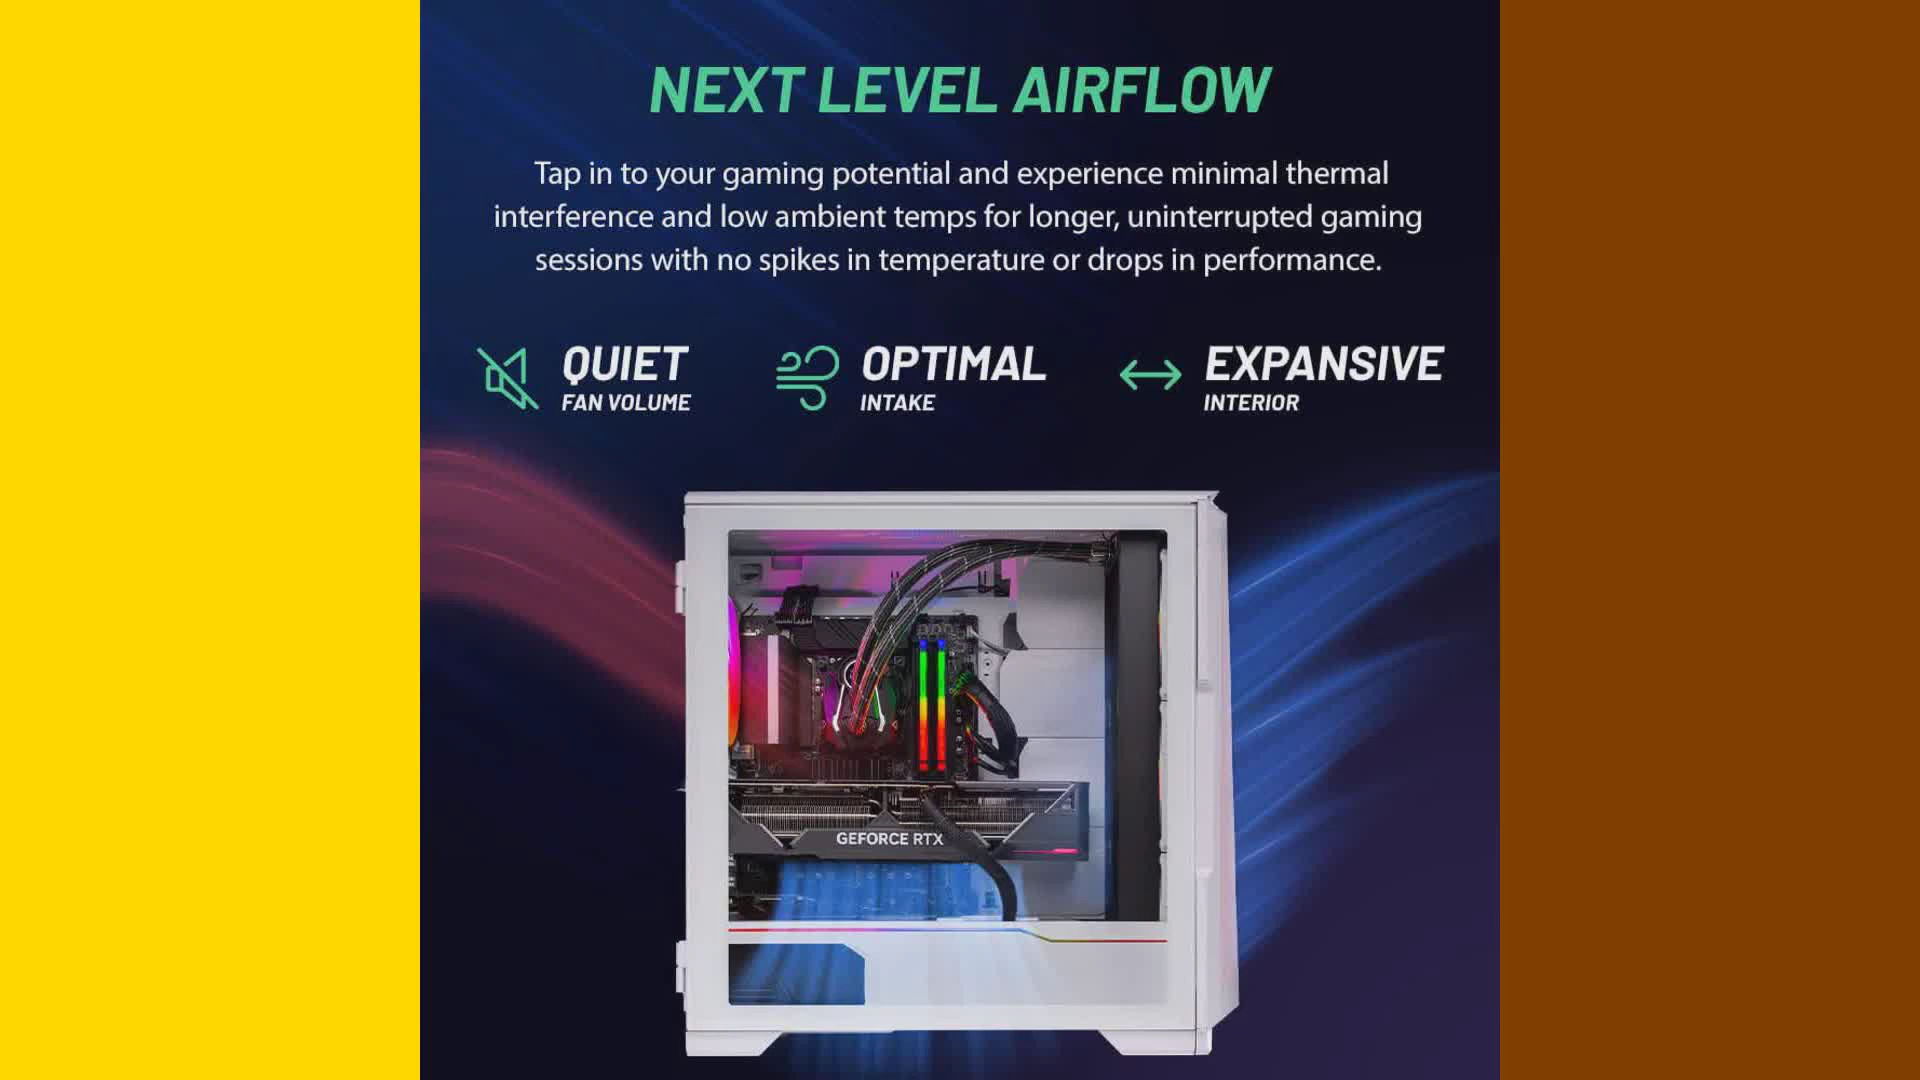 NEXT LEVEL AIRFLOW
Tap in to your gaming potential and experience minimal thermal
interference and low ambient temps for longer, uninterrupted gaming
sessions with no spikes in temperature or drops in performance.
QUIET
FAN VOLUME
OPTIMAL
INTAKE
EXPANSIVE
INTERIOR
GEFORCE RTX